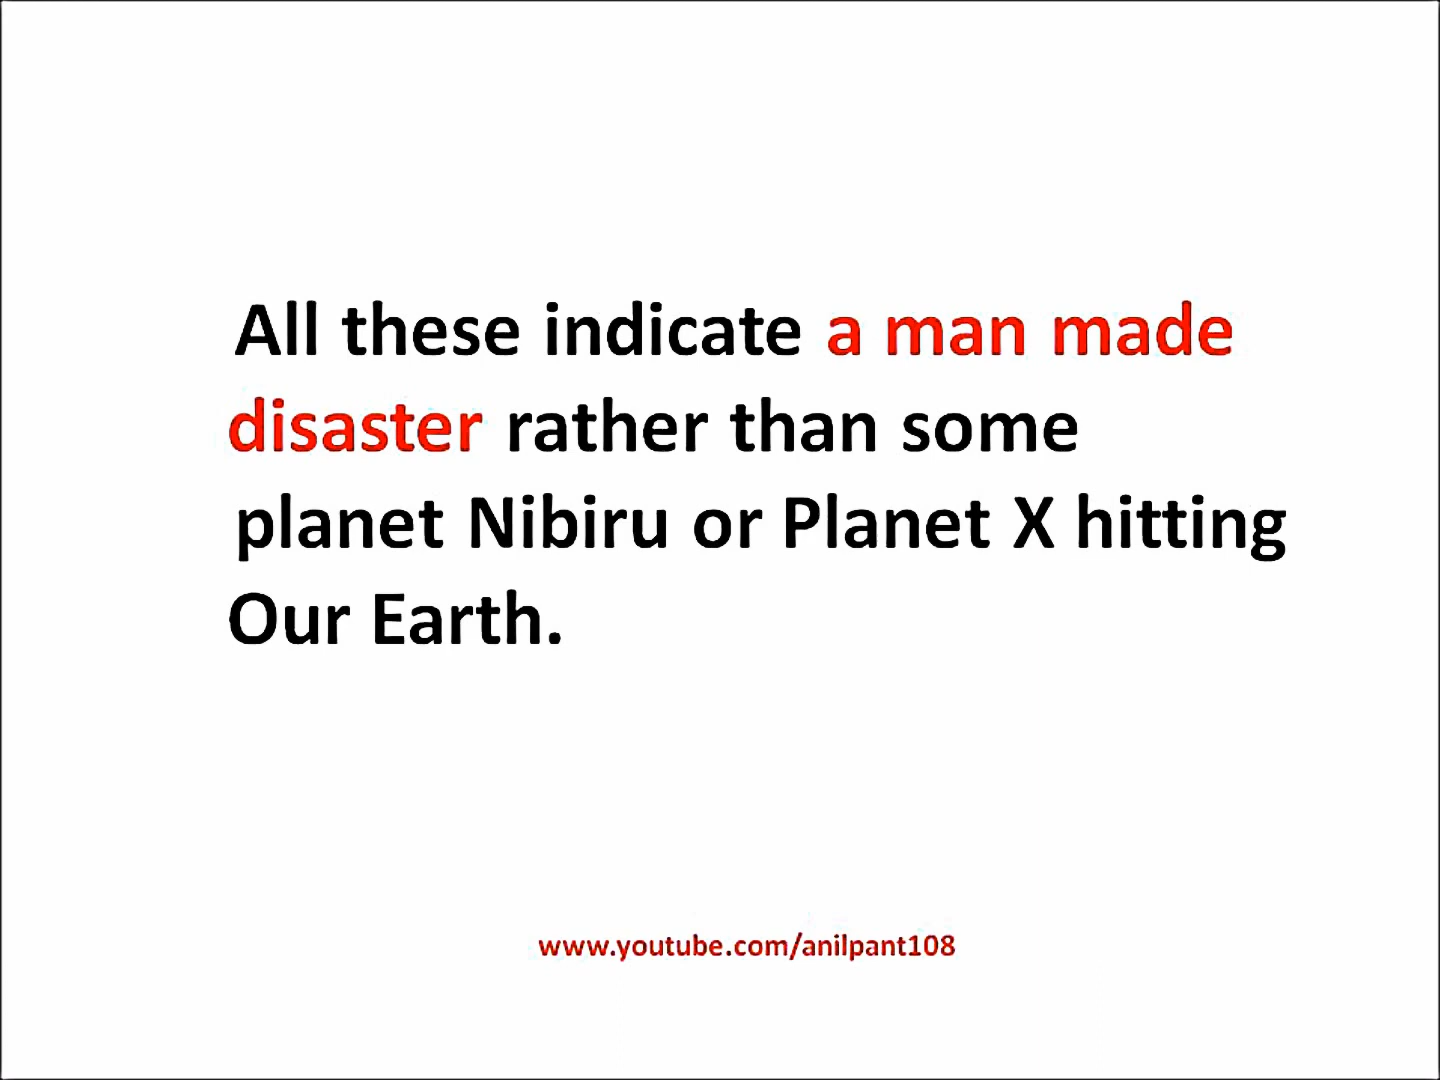 All these indicate a man made
disaster rather than some
planet Nibiru or Planet X hitting
Our Earth.
www.youtube.com/anilpant108